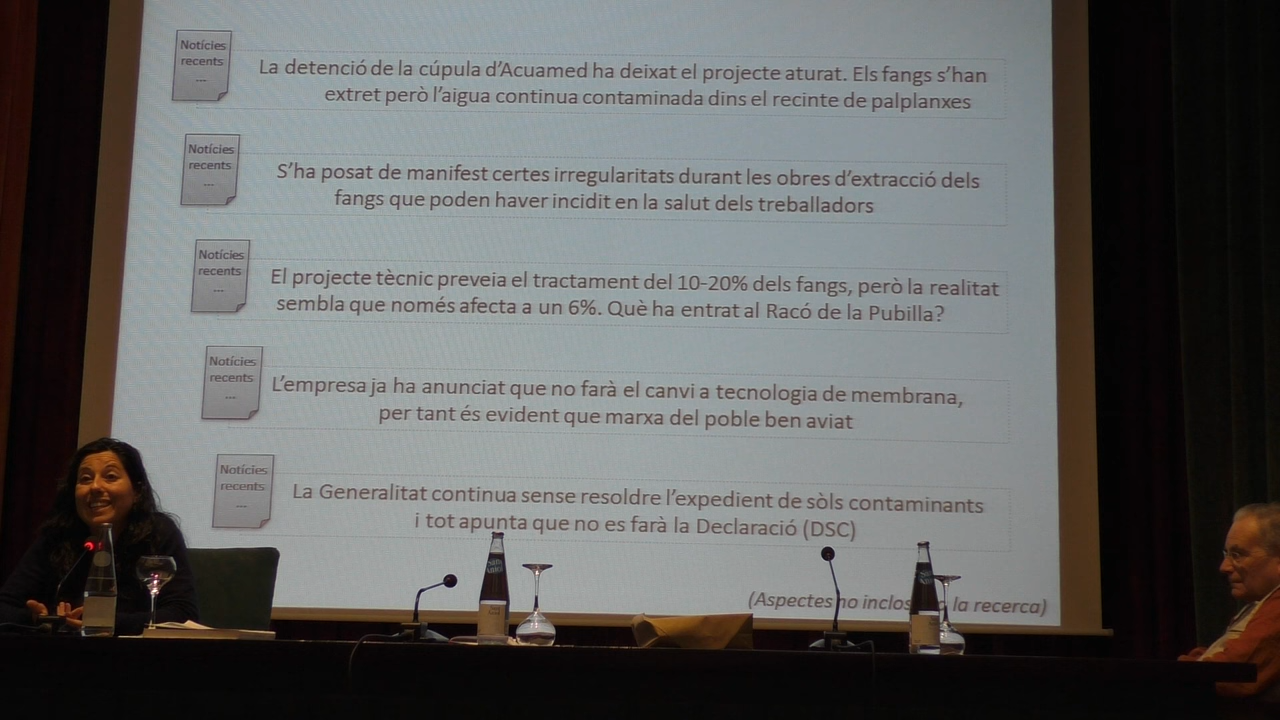 Notícies
recents
...
La detenció de la cúpula d'Acuamed ha deixat el projecte aturat. Els fangs s'han
extret però l'aigua continua contaminada dins el recinte de palplanxes
Notícies
recents
...
S'ha posat de manifest certes irregularitats durant les obres d'extracció dels
fangs que poden haver incidit en la salut dels treballadors
Notícies
recents
...
El projecte tècnic preveia el tractament del 10-20% dels fangs, però la realitat
sembla que només afecta a un 6%. Què ha entrat al Racó de la Pubilla?
Notícies
recents
...
L'empresa ja ha anunciat que no farà el canvi a tecnologia de membrana,
per tant és evident que marxa del poble ben aviat
Notícies
recents
...
La Generalitat continua sense resoldre l'expedient de sòls contaminants
i tot apunta que no es farà la Declaració (DSC)
(Aspectes no inclos la recerca)